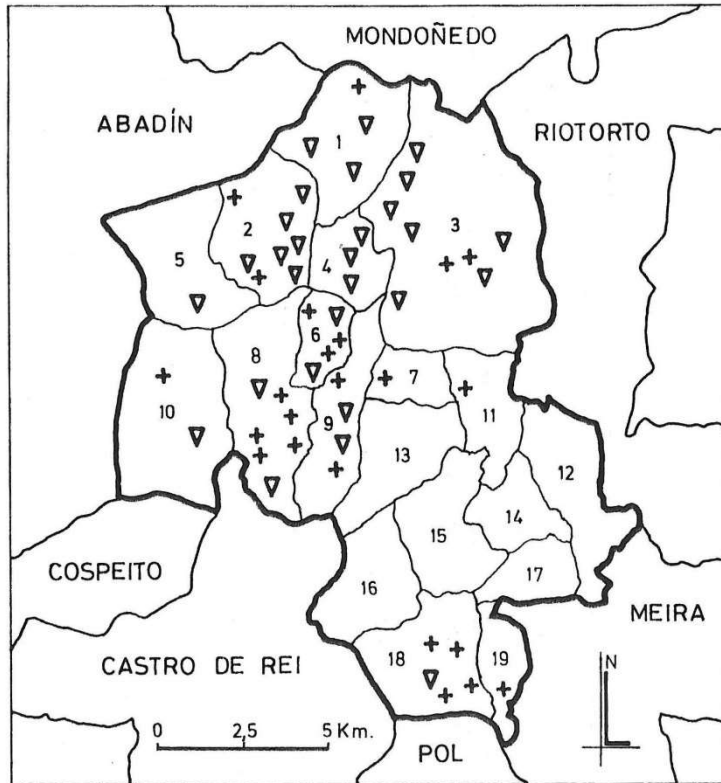 MONDOÑEDO
ABADÍN
RIOTORTO
1
2
3
4
5
6
7
8
9
10
11
12
13
14
15
16
17
18
19
COSPEITO
CASTRO DE REI
MEIRA
POL
N
0 2,5 5 Km.